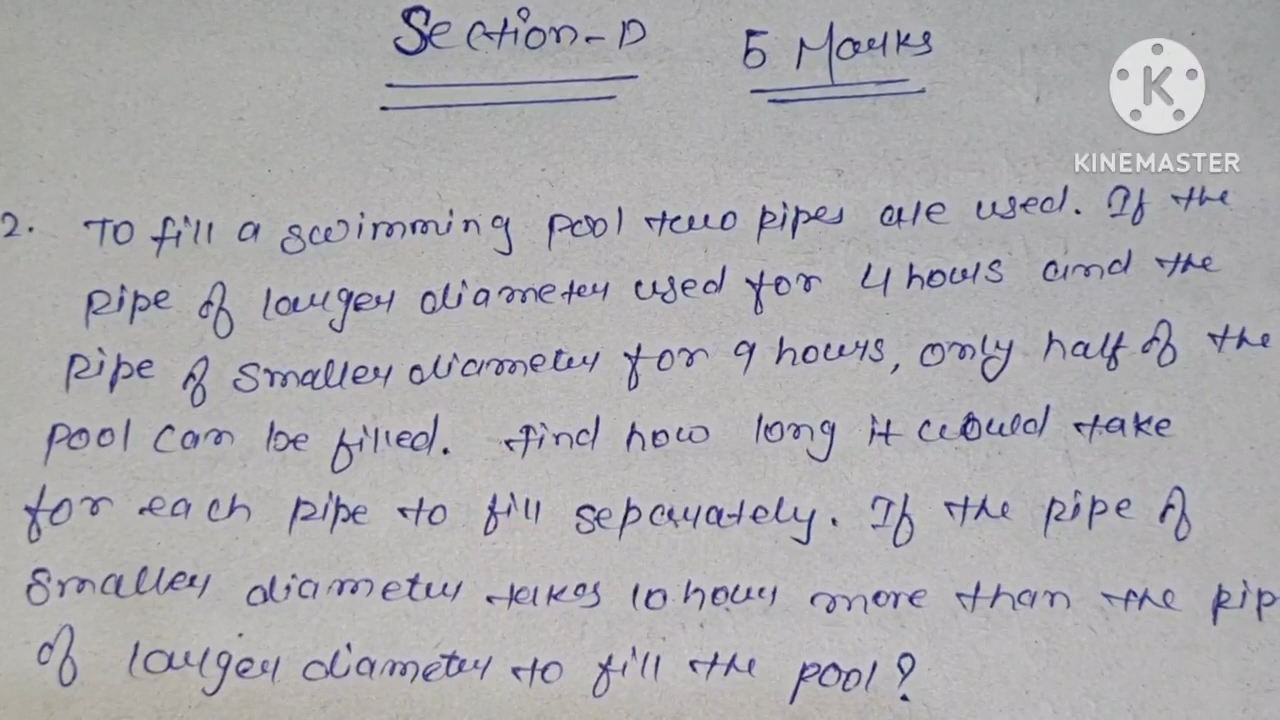 Section-D 5 Marks
K
KINEMASTER
2. To fill a swimming pool two pipes are used. If the
pipe of larger diameter used for 4 hours and the
pipe of smaller diameter for 9 hours, only half of the
pool can be filled. find how long it would take
for each pipe to fill separately. If the pipe of
smaller diameter takes 10 hours more than the pip
of larger diameter to fill the pool?